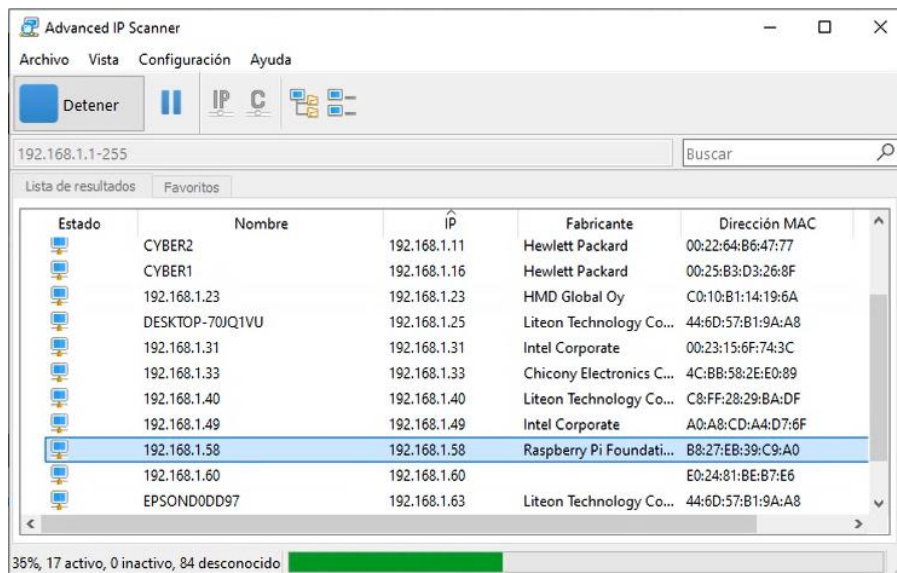 Advanced IP Scanner
Archivo Vista Configuración Ayuda
Detener IP C
192.168.1.1-255 Buscar
Lista de resultados Favoritos
Estado Nombre IP Fabricante Dirección MAC
CYBER2 192.168.1.11 Hewlett Packard 00:22:64:B6:47:77
CYBER1 192.168.1.16 Hewlett Packard 00:25:B3:D3:26:8F
192.168.1.23 192.168.1.23 HMD Global Oy C0:10:B1:14:19:6A
DESKTOP-70JQ1VU 192.168.1.25 Liteon Technology Co... 44:6D:57:B1:9A:A8
192.168.1.31 192.168.1.31 Intel Corporate 00:23:15:6F:74:3C
192.168.1.33 192.168.1.33 Chicony Electronics C... 4C:BB:58:2E:E0:89
192.168.1.40 192.168.1.40 Liteon Technology Co... C8:FF:28:29:BA:DF
192.168.1.49 192.168.1.49 Intel Corporate A0:A8:CD:A4:D7:6F
192.168.1.58 192.168.1.58 Raspberry Pi Foundati... B8:27:EB:39:C9:A0
192.168.1.60 192.168.1.60 E0:24:81:BE:B7:E6
EPSOND0DD97 192.168.1.63 Liteon Technology Co... 44:6D:57:B1:9A:A8
35%, 17 activo, 0 inactivo, 84 desconocido